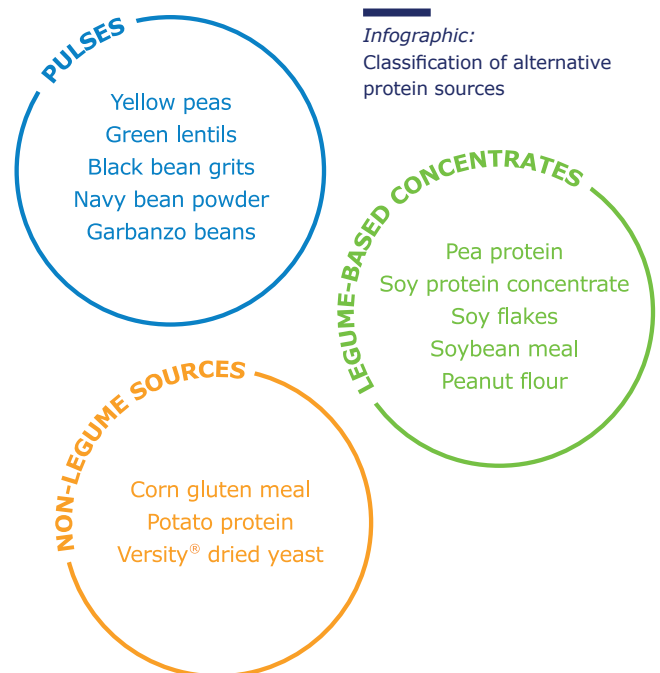 PULSES
Yellow peas
Green lentils
Black bean grits
Navy bean powder
Garbanzo beans
Infographic:
Classification of alternative
protein sources
LEGUME-BASED CONCENTRATES
Pea protein
Soy protein concentrate
Soy flakes
Soybean meal
Peanut flour
NON-LEGUME SOURCES
Corn gluten meal
Potato protein
Versity® dried yeast